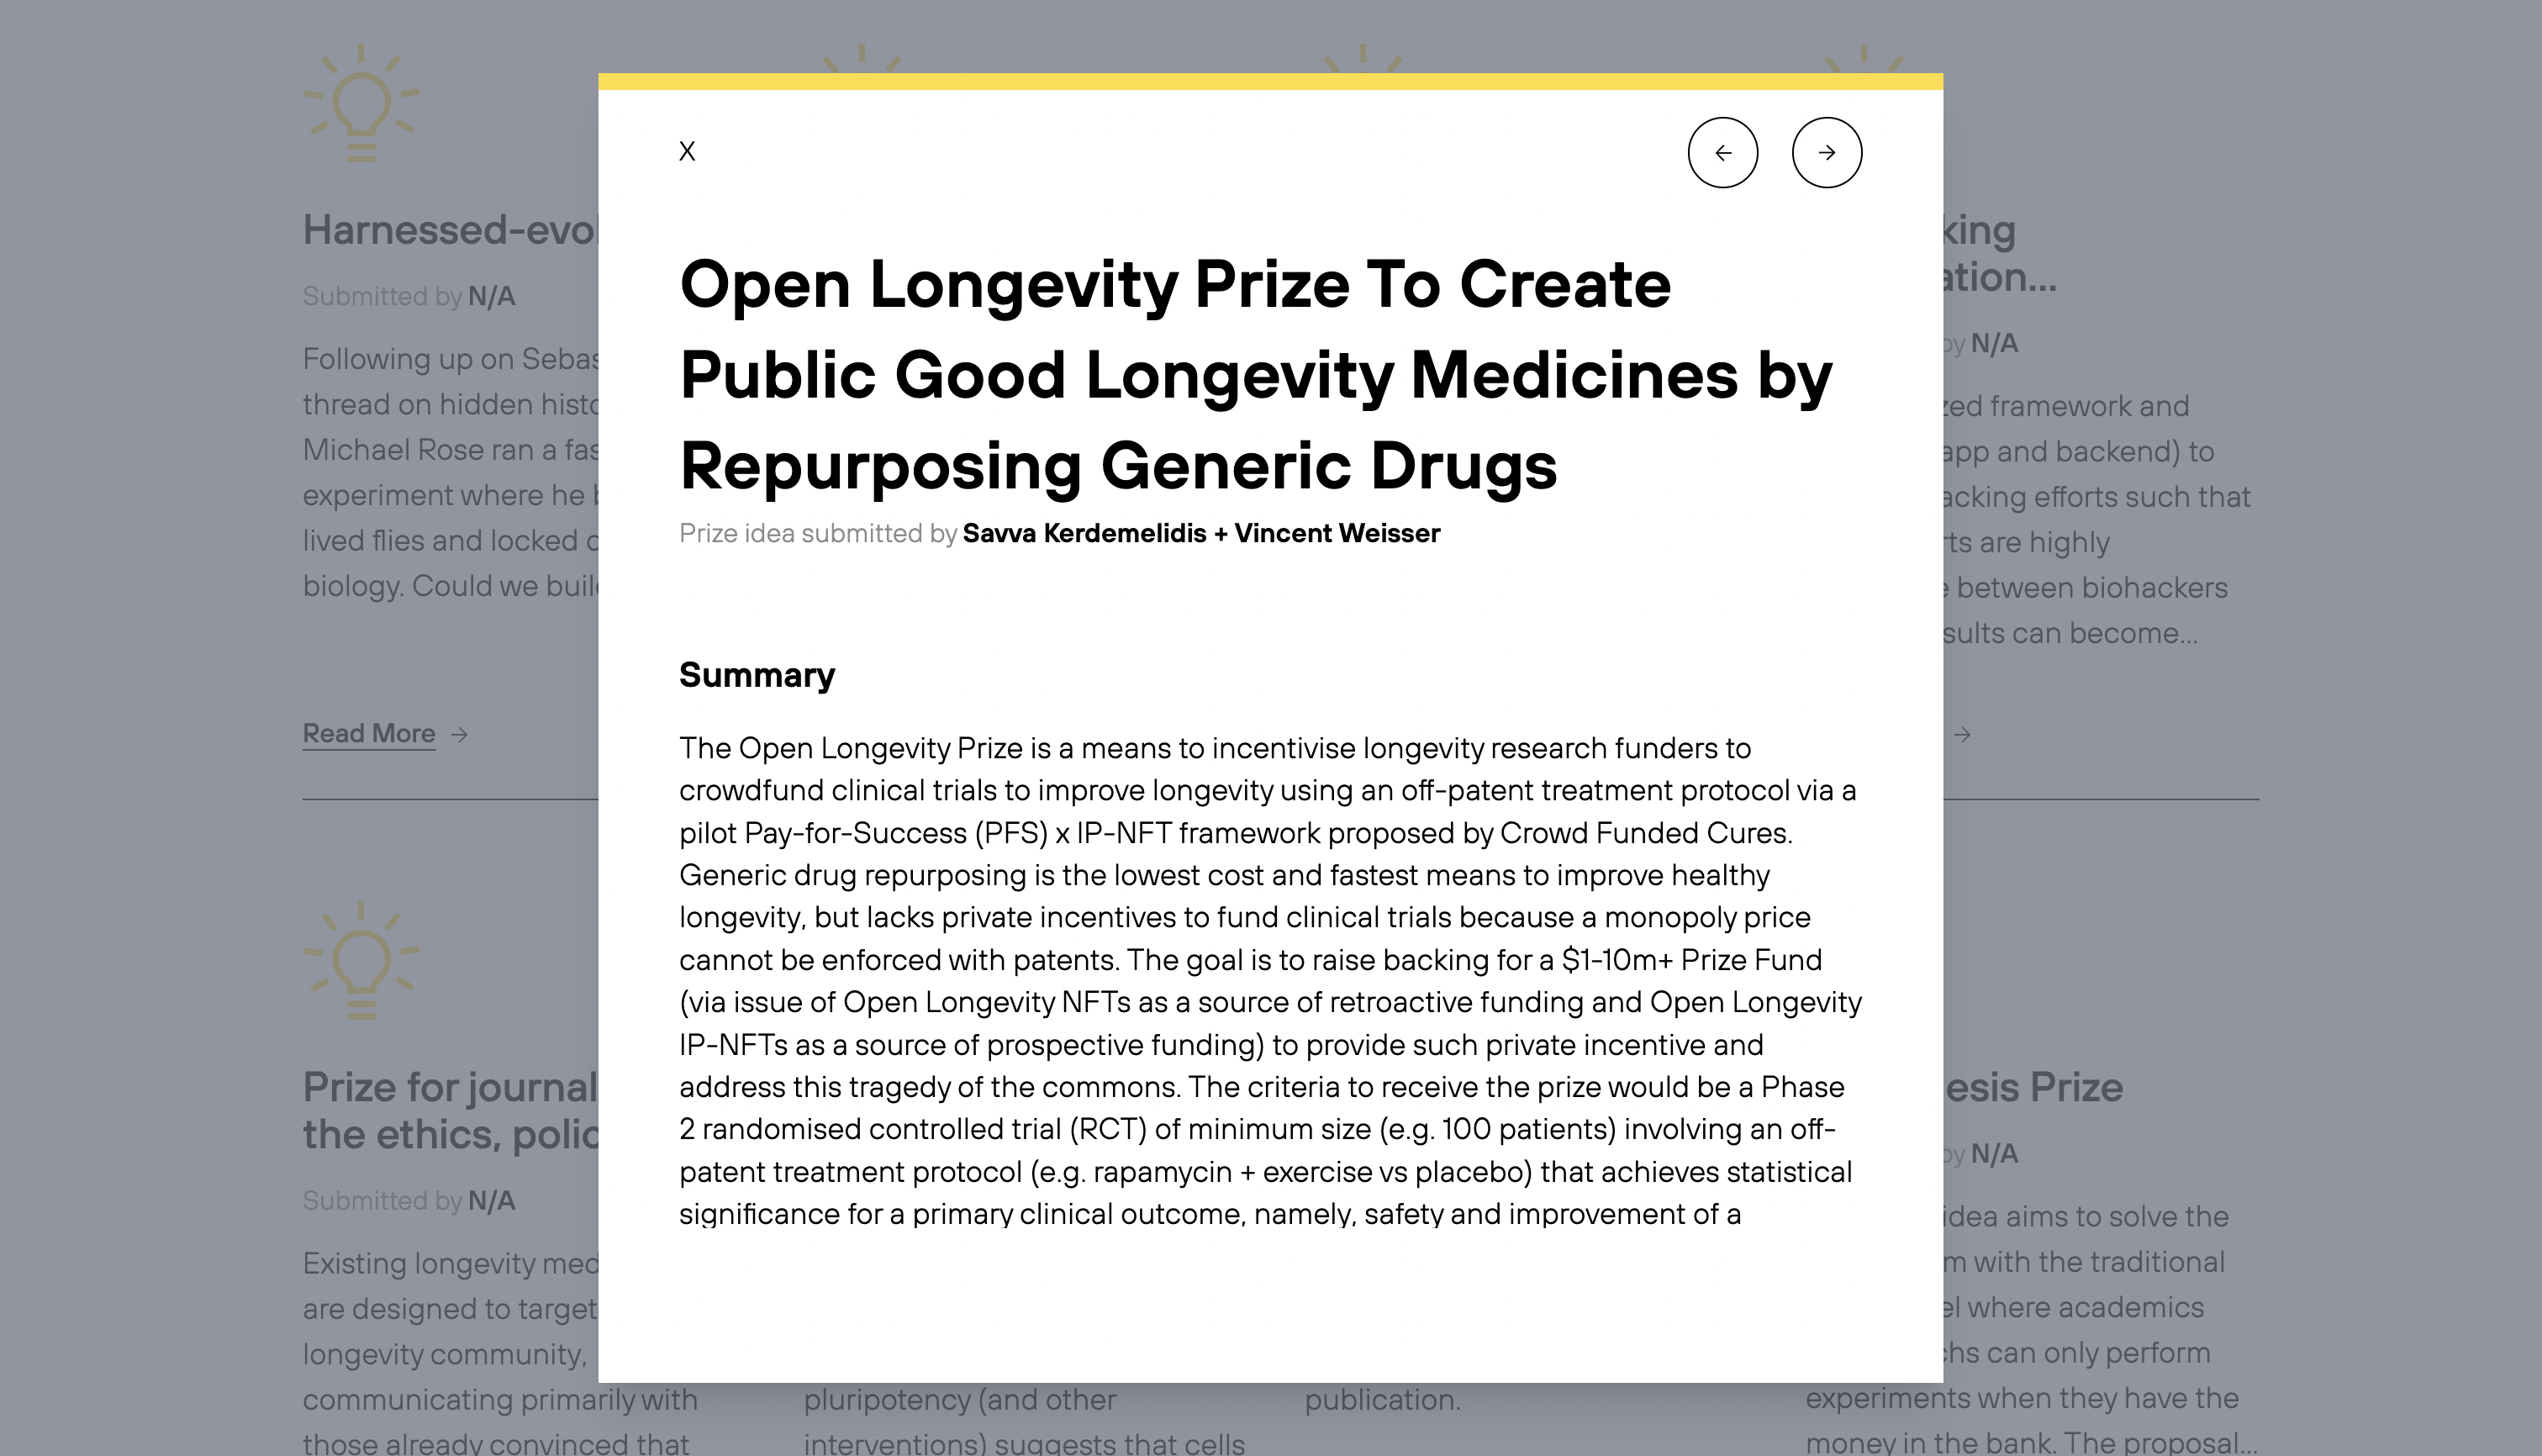 X
Open Longevity Prize To Create
Public Good Longevity Medicines by
Repurposing Generic Drugs
Prize idea submitted by Savva Kerdemelidis + Vincent Weisser
Summary
The Open Longevity Prize is a means to incentivise longevity research funders to
crowdfund clinical trials to improve longevity using an off-patent treatment protocol via a
pilot Pay-for-Success (PFS) x IP-NFT framework proposed by Crowd Funded Cures.
Generic drug repurposing is the lowest cost and fastest means to improve healthy
longevity, but lacks private incentives to fund clinical trials because a monopoly price
cannot be enforced with patents. The goal is to raise backing for a $1-10m+ Prize Fund
(via issue of Open Longevity NFTs as a source of retroactive funding and Open Longevity
IP-NFTs as a source of prospective funding) to provide such private incentive and
address this tragedy of the commons. The criteria to receive the prize would be a Phase
2 randomised controlled trial (RCT) of minimum size (e.g. 100 patients) involving an off-
patent treatment protocol (e.g. rapamycin + exercise vs placebo) that achieves statistical
significance for a primary clinical outcome, namely, safety and improvement of a
Harnessed-evol
Submitted by N/A
Following up on Sebas
thread on hidden histo
Michael Rose ran a fas
experiment where he b
lived flies and locked o
biology. Could we buil
Read More
king
ation...
by N/A
zed framework and
app and backend) to
acking efforts such that
rts are highly
e between biohackers
sults can become...
Prize for journal
the ethics, polic
Submitted by N/A
Existing longevity med
are designed to target
longevity community,
communicating primarily with
those already convinced that
pluripotency (and other
interventions) suggests that cells
publication.
esis Prize
by N/A
idea aims to solve the
m with the traditional
el where academics
chs can only perform
experiments when they have the
money in the bank. The proposal...